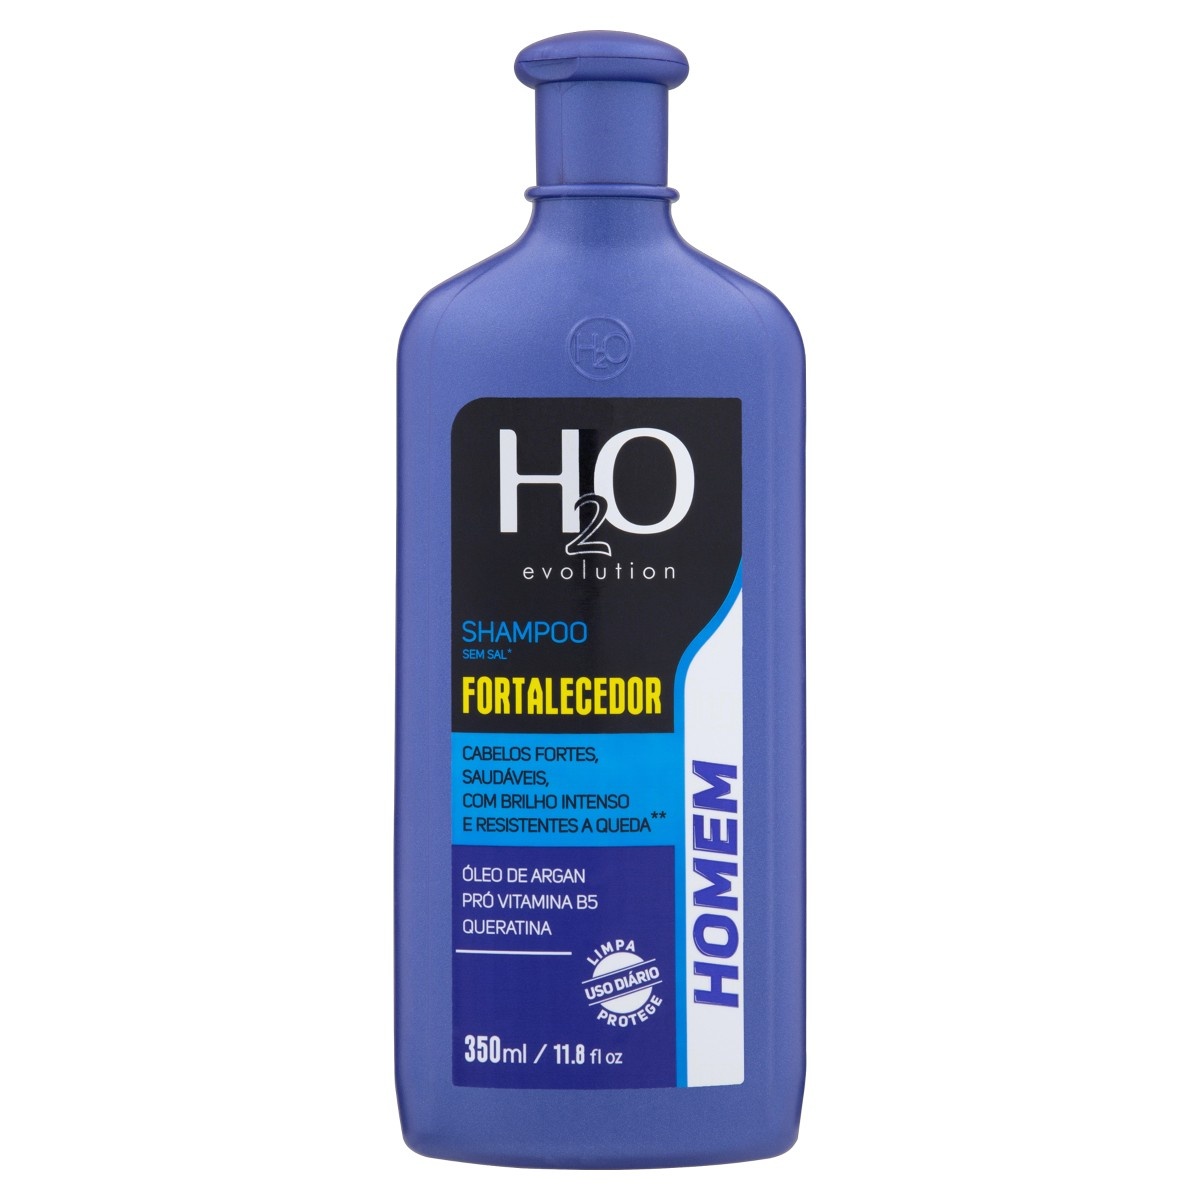 H2O
H2O
evolution
SHAMPOO
SEM SAL*
FORTALECEDOR
CABELOS FORTES,
SAUDÁVEIS,
COM BRILHO INTENSO
E RESISTENTES A QUEDA**
ÓLEO DE ARGAN
PRÓ VITAMINA B5
QUERATINA
LIMPA
USO DIÁRIO
PROTEGE
350ml / 11.8 fl oz
HOMEM